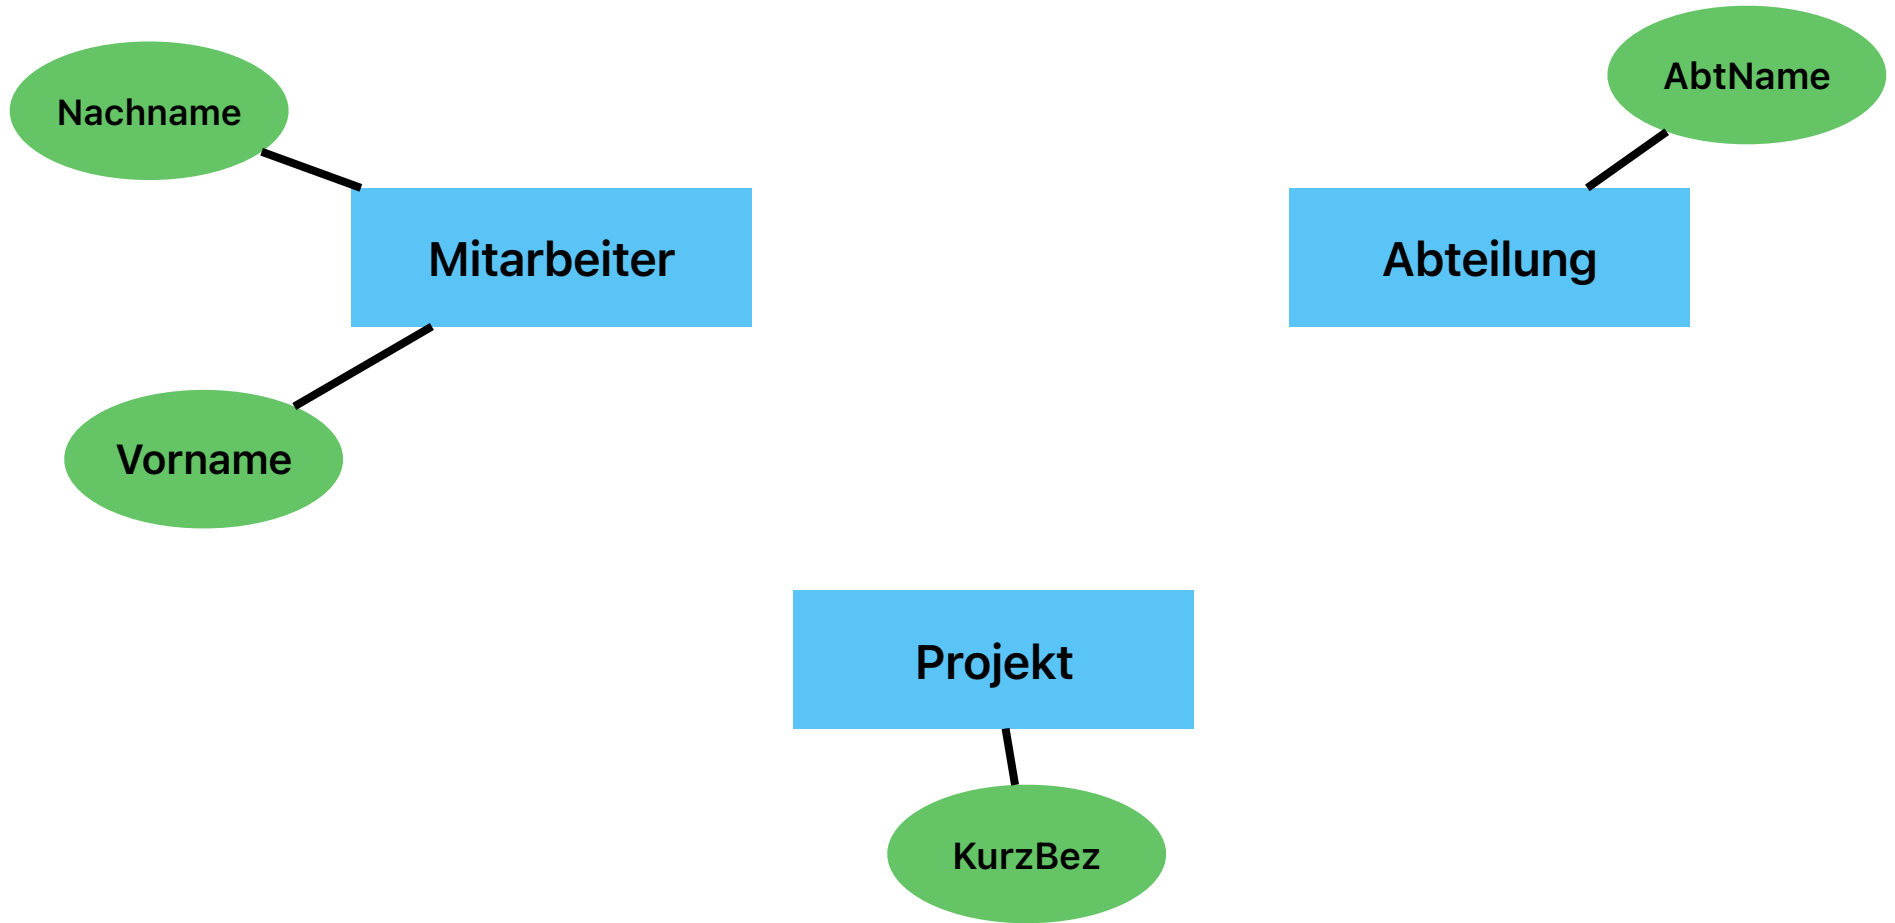 AbtName
Nachname
Mitarbeiter
Abteilung
Vorname
Projekt
KurzBez